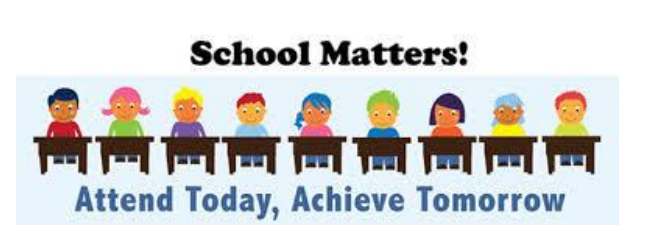 School Matters!
Attend Today, Achieve Tomorrow